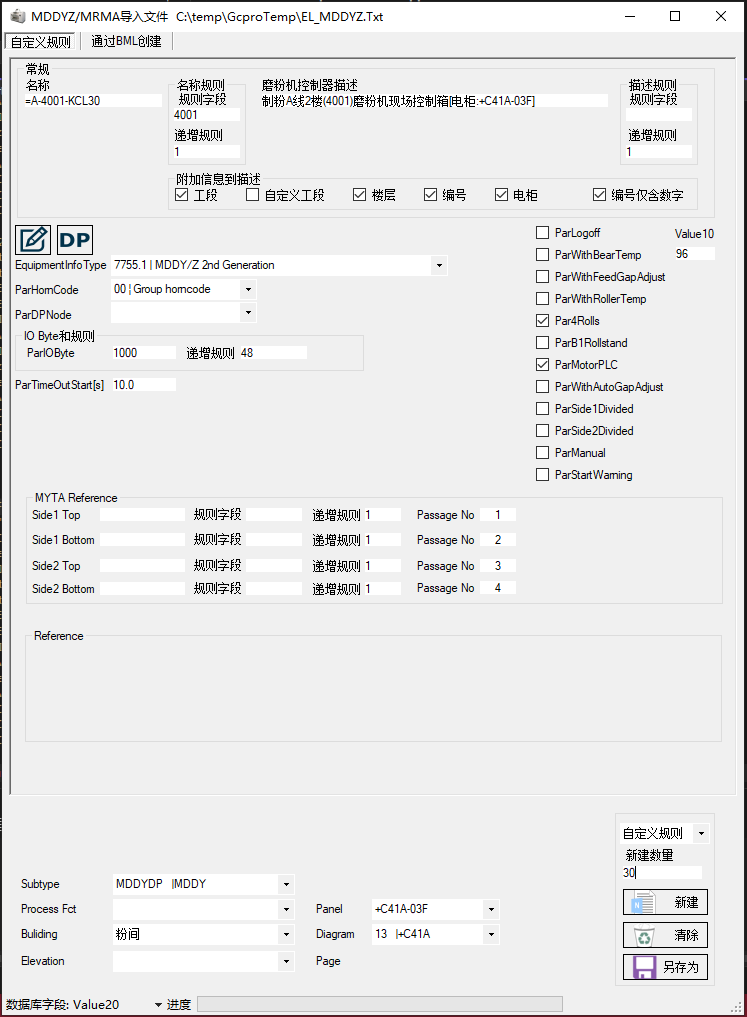 MDDYZ/MRMA导入文件 C:\temp\GcproTemp\EL_MDDYZ.Txt
自定义规则 通过BML创建
常规
名称 名称规则 磨粉机控制器描述 描述规则
=A-4001-KCL30 规则字段 制粉A线2楼(4001)磨粉机现场控制箱[电柜:+C41A-03F] 规则字段
4001
递增规则 递增规则
1 1
附加信息到描述
工段 自定义工段 楼层 编号 电柜 编号仅含数字
DP
ParLogoff Value10
ParWithBearTemp 96
EquipmentInfoType 7755.1 | MDDY/Z 2nd Generation
ParWithFeedGapAdjust
ParHornCode 00 ¦ Group horncode
ParWithRollerTemp
ParDPNode
Par4Rolls
IO Byte和规则
ParB1Rollstand
ParIOByte 1000 递增规则 48
ParMotorPLC
ParTimeOutStart[s] 10.0
ParWithAutoGapAdjust
ParSide1Divided
ParSide2Divided
ParManual
ParStartWarning
MYTA Reference
Side1 Top 规则字段 递增规则 1 Passage No 1
Side1 Bottom 规则字段 递增规则 1 Passage No 2
Side2 Top 规则字段 递增规则 1 Passage No 3
Side2 Bottom 规则字段 递增规则 1 Passage No 4
Reference
自定义规则
新建数量
30
Subtype MDDYDP |MDDY
新建
Process Fct Panel +C41A-03F
Buliding 粉间 Diagram 13 |+C41A
清除
Elevation Page
另存为
数据库字段: Value20 进度